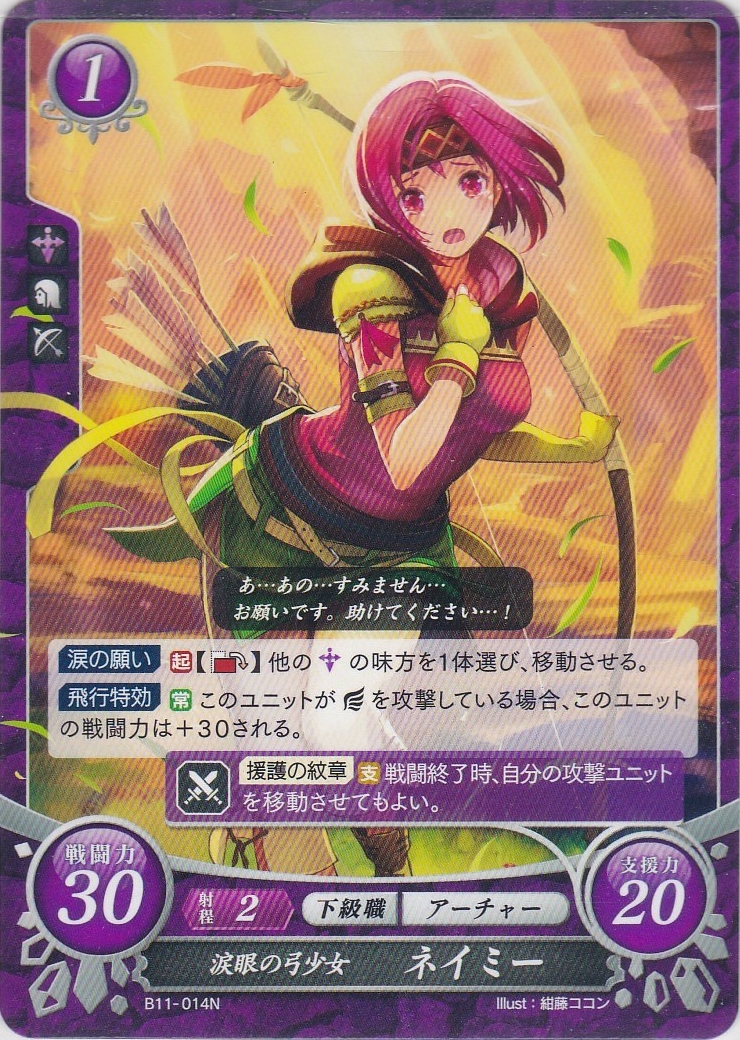 1
あ…あの…すみません…
お願いです。助けてください…！
涙の願い 起【】他の の味方を1体選び、移動させる。
飛行特効 常 このユニットが を攻撃している場合、このユニット
の戦闘力は＋30される。
援護の紋章 支 戦闘終了時、自分の攻撃ユニット
を移動させてもよい。
戦闘力
30
射程 2
下級職 アーチャー
支援力
20
涙眼の弓少女 ネイミー
B11-014N
Illust：紺藤ココン